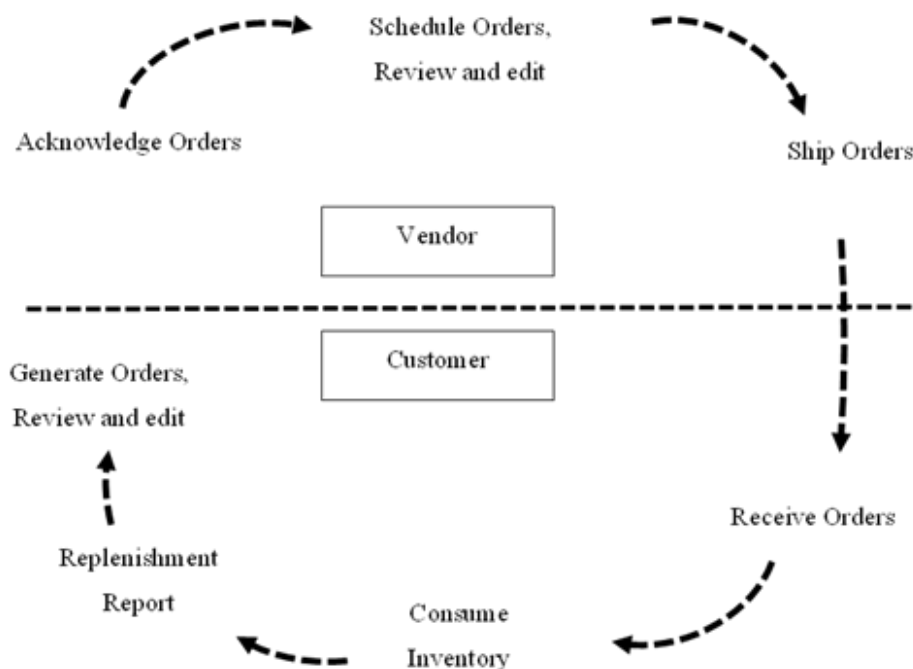 Schedule Orders,
Review and edit
Acknowledge Orders
Ship Orders
Vendor
Customer
Generate Orders,
Review and edit
Receive Orders
Replenishment
Report
Consume
Inventory